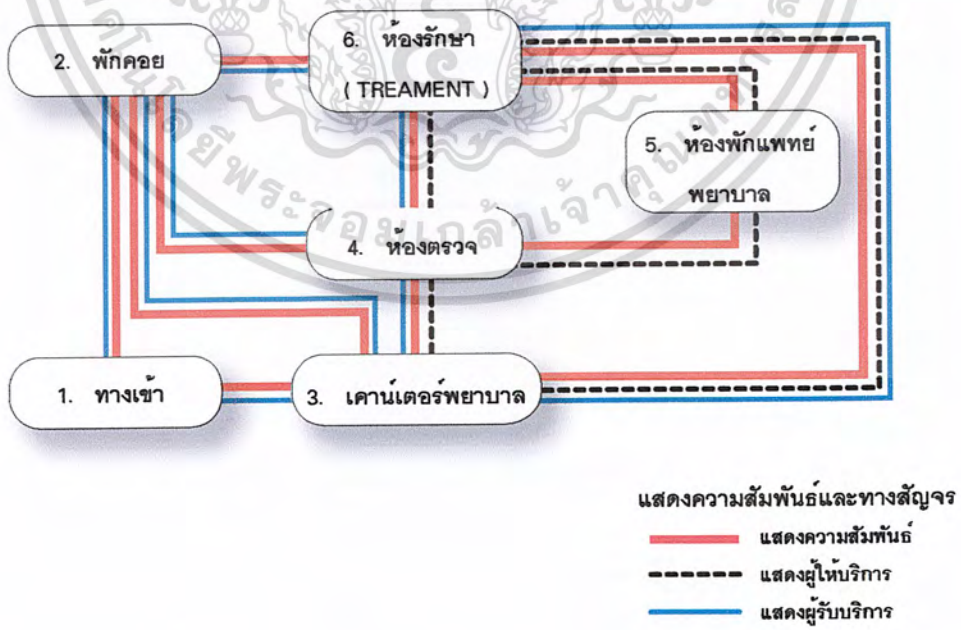 2. พักคอย
6. ห้องรักษา
( TREAMENT )
5. ห้องพักแพทย์
พยาบาล
4. ห้องตรวจ
1. ทางเข้า
3. เคาน์เตอร์พยาบาล
แสดงความสัมพันธ์และทางสัญจร
แสดงความสัมพันธ์
แสดงผู้ให้บริการ
แสดงผู้รับบริการ